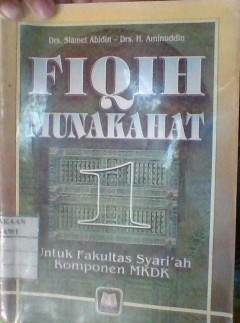 Drs. Slamet Abidin - Drs. H. Aminuddin
FIQIH
MUNAKAHAT
1
Untuk Fakultas Syari'ah
Komponen MKDK